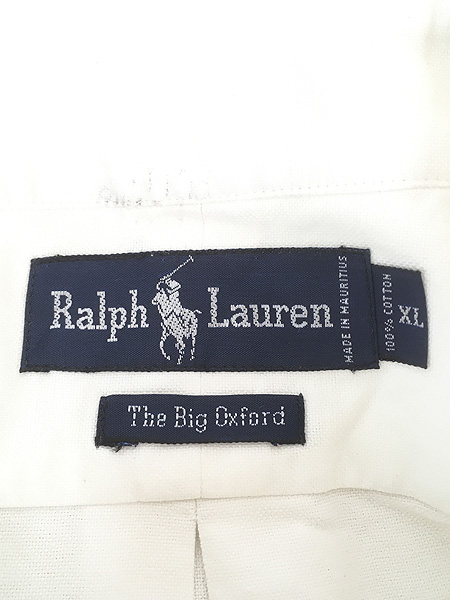 Ralph Lauren
MADE IN MAURITIUS
100% COTTON
XL
The Big Oxford